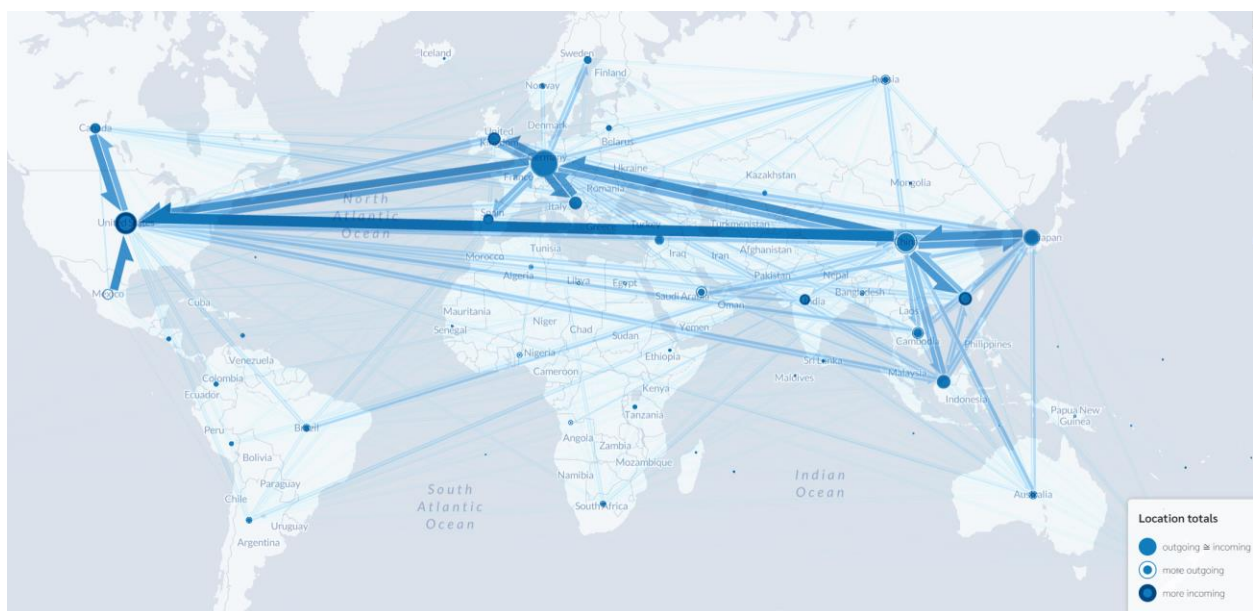 Iceland
Sweden
Finland
Norway
Russia
Canada
United
Denmark
Belarus
Germany
Ukraine
France
Kazakhstan
Mongolia
Romania
North
Atlantic
Ocean
Italy
Spain
Greece
Turkey
Turkmenistan
Japan
Tunisia
Morocco
Iraq
Iran
Afghanistan
Algeria
Libya
Egypt
Pakistan
Nepal
Mexico
Cuba
Saudi Arabia
Oman
India
Bangladesh
Laos
Mauritania
Senegal
Niger
Chad
Sudan
Yemen
Cambodia
Philippines
Venezuela
Nigeria
Cameroon
Ethiopia
Sri Lanka
Maldives
Malaysia
Colombia
Ecuador
Kenya
Indonesia
Papua New
Guinea
Peru
Brazil
Tanzania
Angola
Zambia
Bolivia
Mozambique
Namibia
Paraguay
Indian
Ocean
South
Atlantic
Ocean
Chile
South Africa
Australia
Uruguay
Argentina
Location totals
outgoing ≅ incoming
more outgoing
more incoming